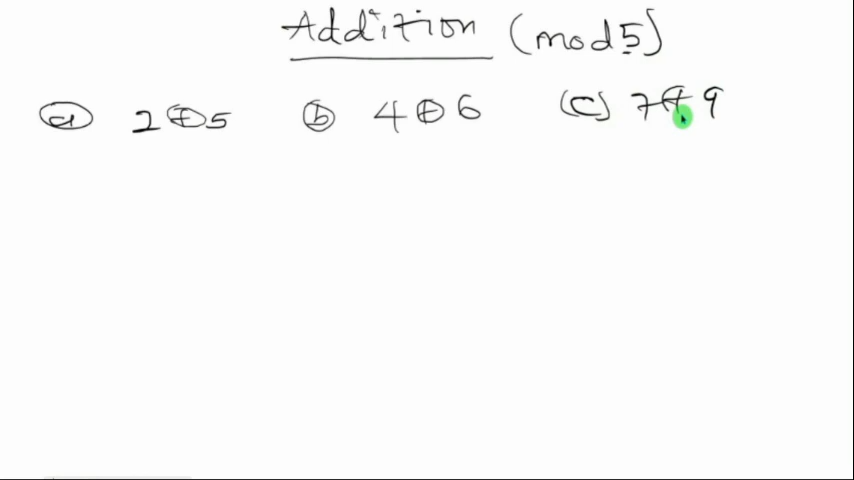 Addition (mod 5)
(a) 2 ⊕ 5 (b) 4 ⊕ 6 (C) 7 ⊕ 9